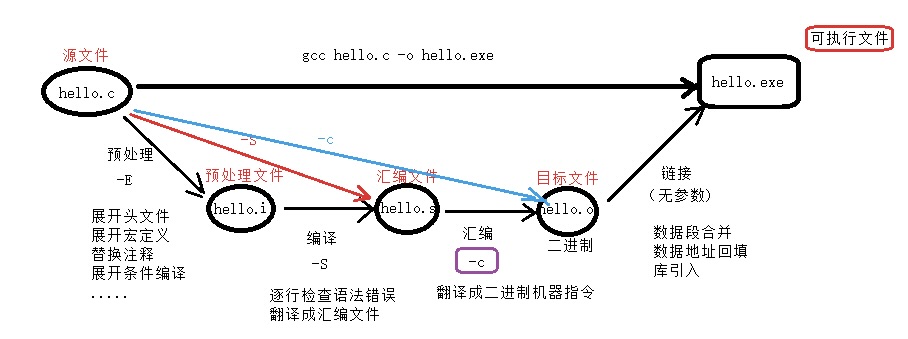 可执行文件
源文件
gcc hello.c -o hello.exe
hello.c
hello.exe
-S
-c
预处理
-E
预处理文件
汇编文件
目标文件
链接
（无参数）
hello.i
hello.s
hello.o
展开头文件
展开宏定义
替换注释
展开条件编译
.....
编译
-S
汇编
-c
二进制
数据段合并
数据地址回填
库引入
逐行检查语法错误
翻译成汇编文件
翻译成二进制机器指令